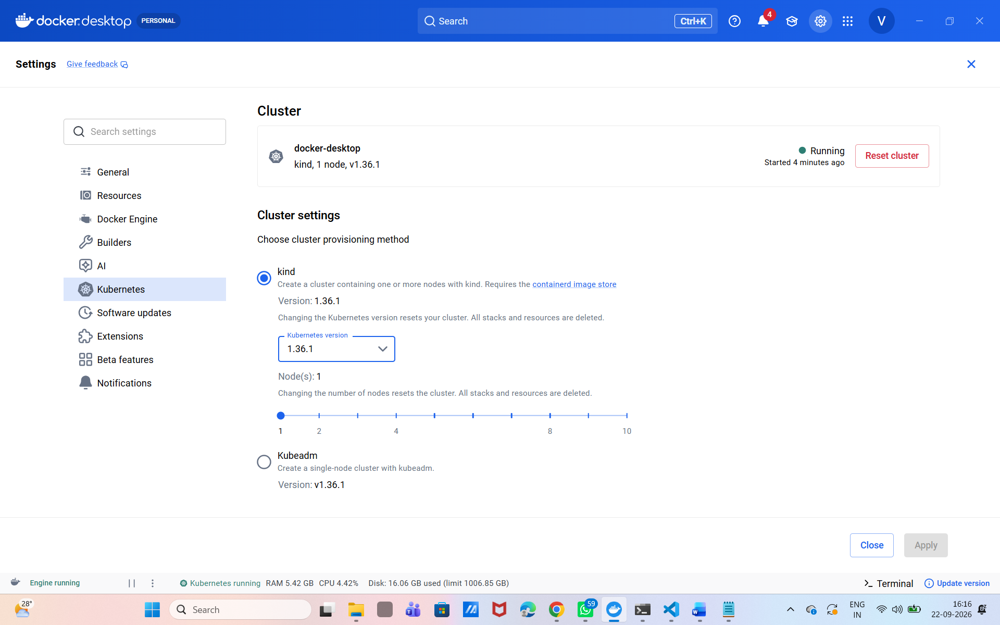 docker.desktop PERSONAL
Search Ctrl+K
4
V
Settings Give feedback
Search settings
General
Resources
Docker Engine
Builders
AI
Kubernetes
Software updates
Extensions
Beta features
Notifications
Cluster
docker-desktop
kind, 1 node, v1.36.1
Running
Started 4 minutes ago
Reset cluster
Cluster settings
Choose cluster provisioning method
kind
Create a cluster containing one or more nodes with kind. Requires the containerd image store
Version: 1.36.1
Changing the Kubernetes version resets your cluster. All stacks and resources are deleted.
Kubernetes version
1.36.1
Node(s): 1
Changing the number of nodes resets the cluster. All stacks and resources are deleted.
1 2 4 8 10
Kubeadm
Create a single-node cluster with kubeadm.
Version: v1.36.1
Close Apply
Engine running Kubernetes running RAM 5.42 GB CPU 4.42% Disk: 16.06 GB used (limit 1006.85 GB) Terminal Update version
28°
Search
59
ENG
IN
16:16
22-09-2026